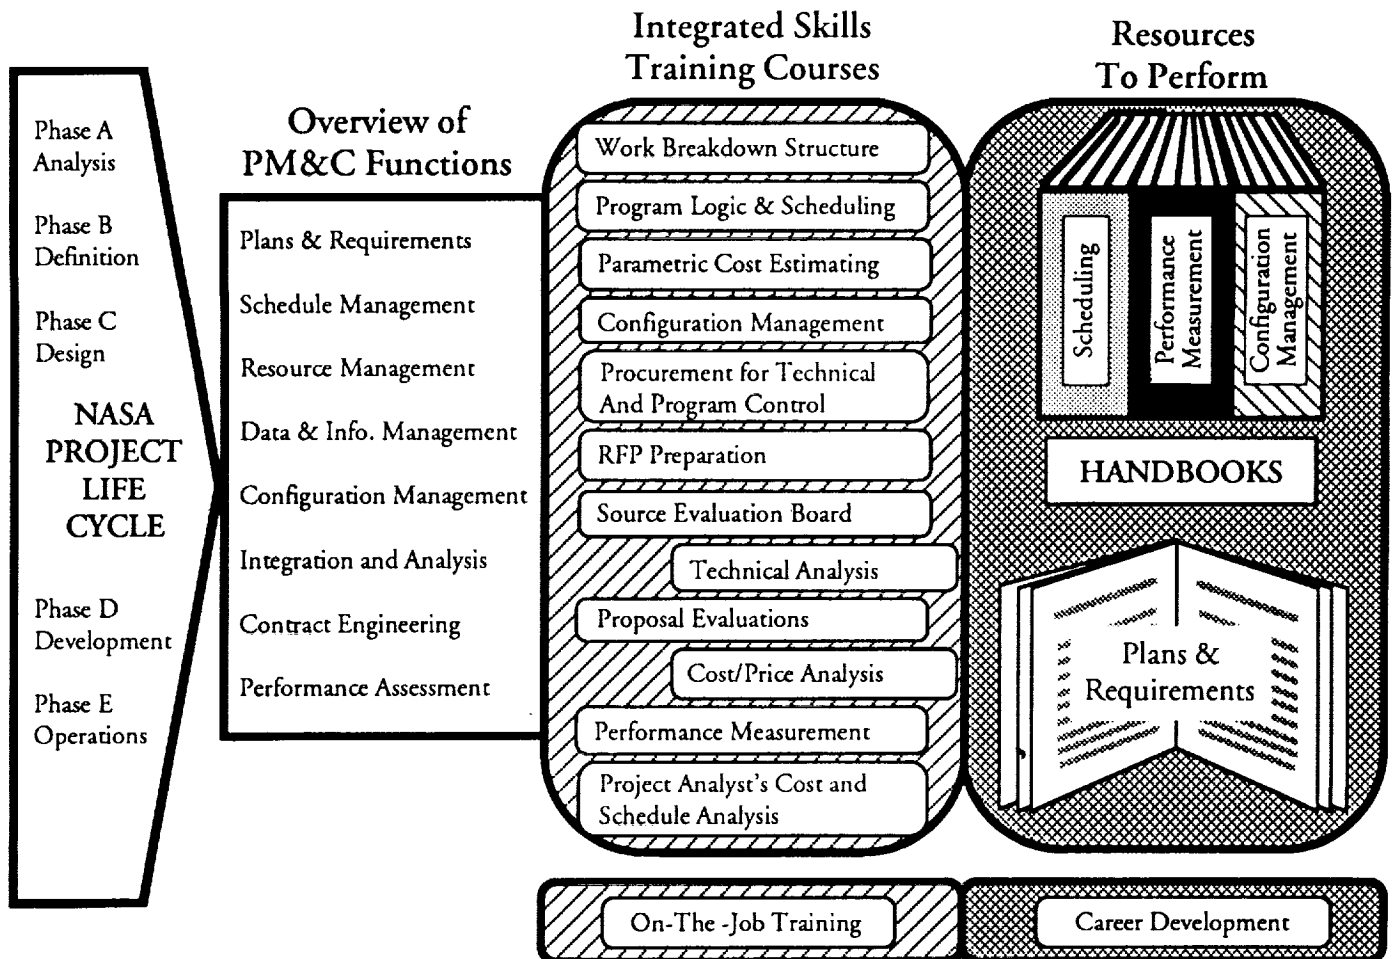 Phase A
Analysis
Phase B
Definition
Phase C
Design
NASA
PROJECT
LIFE
CYCLE
Phase D
Development
Phase E
Operations
Overview of
PM&C Functions
Plans & Requirements
Schedule Management
Resource Management
Data & Info. Management
Configuration Management
Integration and Analysis
Contract Engineering
Performance Assessment
Integrated Skills
Training Courses
Work Breakdown Structure
Program Logic & Scheduling
Parametric Cost Estimating
Configuration Management
Procurement for Technical
And Program Control
RFP Preparation
Source Evaluation Board
Technical Analysis
Proposal Evaluations
Cost/Price Analysis
Performance Measurement
Project Analyst's Cost and
Schedule Analysis
On-The -Job Training
Resources
To Perform
Scheduling
Performance
Measurement
Configuration
Management
HANDBOOKS
Plans &
Requirements
Career Development